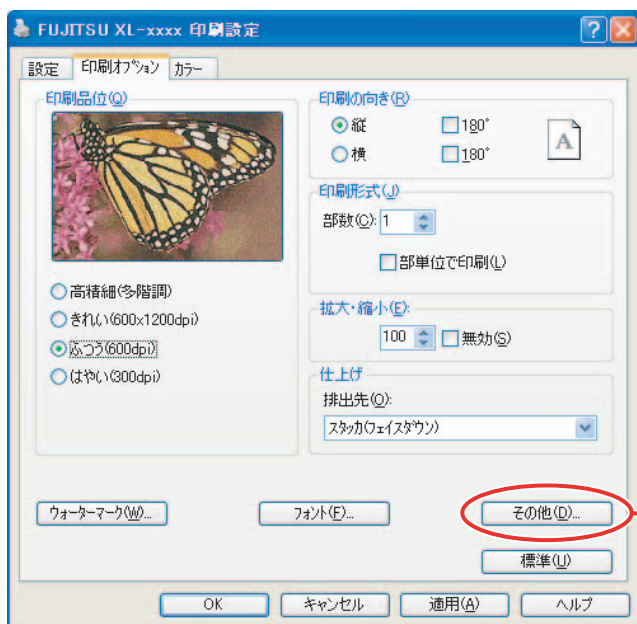 FUJITSU XL-xxxx 印刷設定
設定 印刷オプション カラー
印刷品位(Q)
高精細(多階調)
きれい(600x1200dpi)
ふつう(600dpi)
はやい(300dpi)
印刷の向き(R)
縦 180°
横 180°
A
印刷形式(J)
部数(C): 1
部単位で印刷(L)
拡大・縮小(E):
100 無効(S)
仕上げ
排出先(O):
スタッカ(フェイスダウン)
ウォーターマーク(W)... フォント(F)... その他(D)...
標準(U)
OK キャンセル 適用(A) ヘルプ